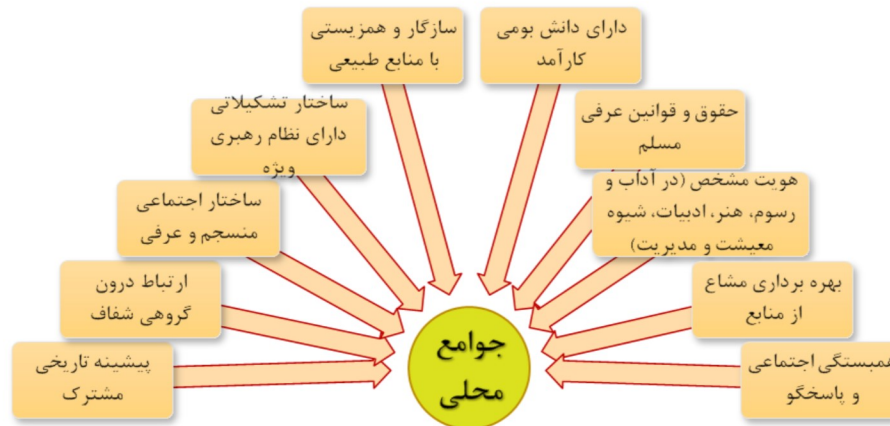 دارای دانش بومی
کارآمد
سازگار و همزیستی
با منابع طبیعی
حقوق و قوانین عرفی
مسلم
ساختار تشکیلاتی
دارای نظام رهبری
ویژه
هویت مشخص (در آداب و
رسوم، هنر، ادبیات، شیوه
معیشت و مدیریت)
ساختار اجتماعی
منسجم و عرفی
بهره برداری مشاع
از منابع
ارتباط درون
گروهی شفاف
همبستگی اجتماعی
و پاسخگو
پیشینه تاریخی
مشترک
جوامع
محلی